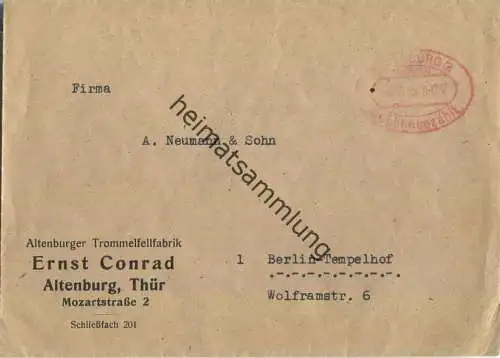 Firma
A. Neumann & Sohn
heimatsammlung
Altenburger Trommelfellfabrik
Ernst Conrad
Altenburg, Thür
Mozartstraße 2
Schließfach 201
1 Berlin-Tempelhof
Wolframstr. 6